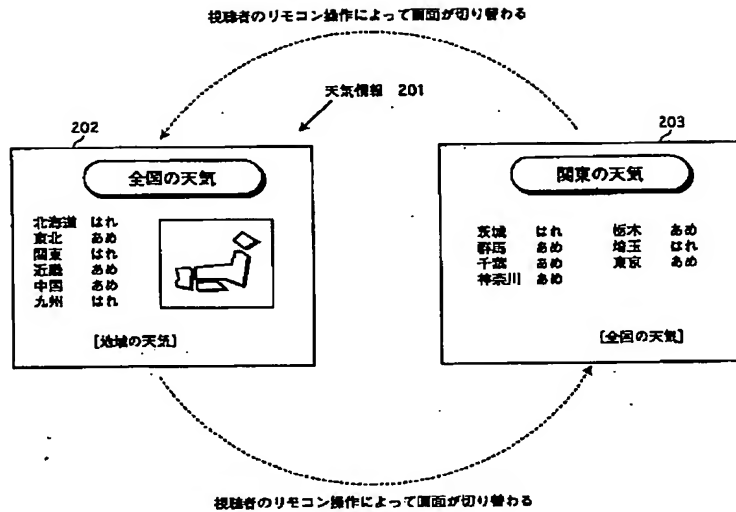 視聴者のリモコン操作によって画面が切り替わる
天気情報 201
202
全国の天気
北海道 はれ
東北 あめ
関東 はれ
近畿 あめ
中国 あめ
九州 はれ
[地域の天気]
203
関東の天気
茨城 はれ 栃木 あめ
群馬 あめ 埼玉 はれ
千葉 あめ 東京 あめ
神奈川 あめ
[全国の天気]
視聴者のリモコン操作によって画面が切り替わる